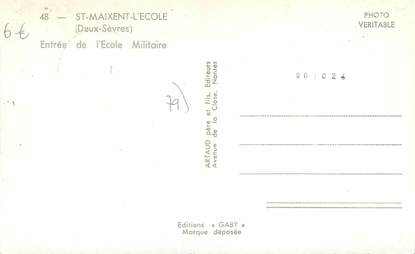 48 — ST-MAIXENT-L'ECOLE
(Deux-Sèvres)
Entrée de l'Ecole Militaire
6 €
79)
PHOTO
VERITABLE
ARTAUD père et fils, Editeurs
Avenue de la Close, Nantes
Editions « GABY »
Marque déposée